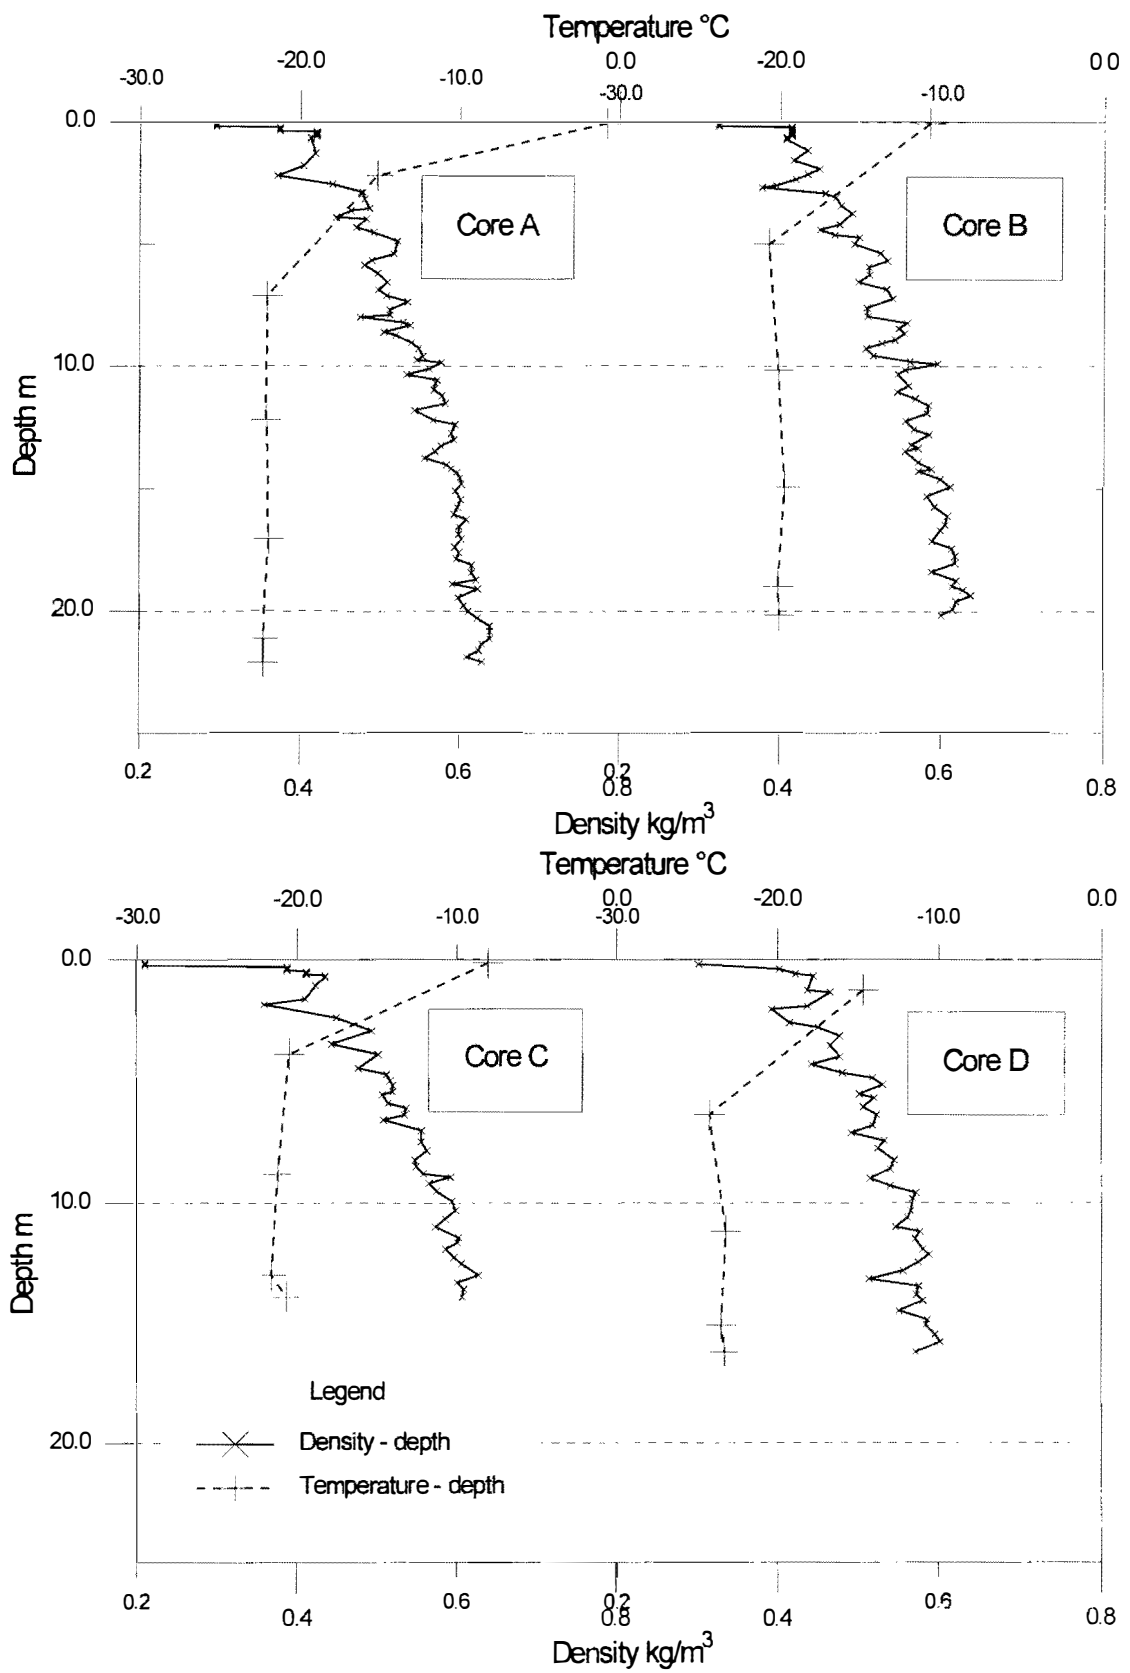 Temperature °C
-30.0 -20.0 -10.0 0.0 -30.0 -20.0 -10.0 0.0
0.0
Core A
Core B
10.0
Depth m
20.0
0.2 0.4 0.6 0.8 0.2 0.4 0.6 0.8
Density kg/m³
Temperature °C
-30.0 -20.0 -10.0 0.0 -30.0 -20.0 -10.0 0.0
0.0
Core C
Core D
10.0
Depth m
Legend
Density - depth
20.0
Temperature - depth
0.2 0.4 0.6 0.8 0.2 0.4 0.6 0.8
Density kg/m³